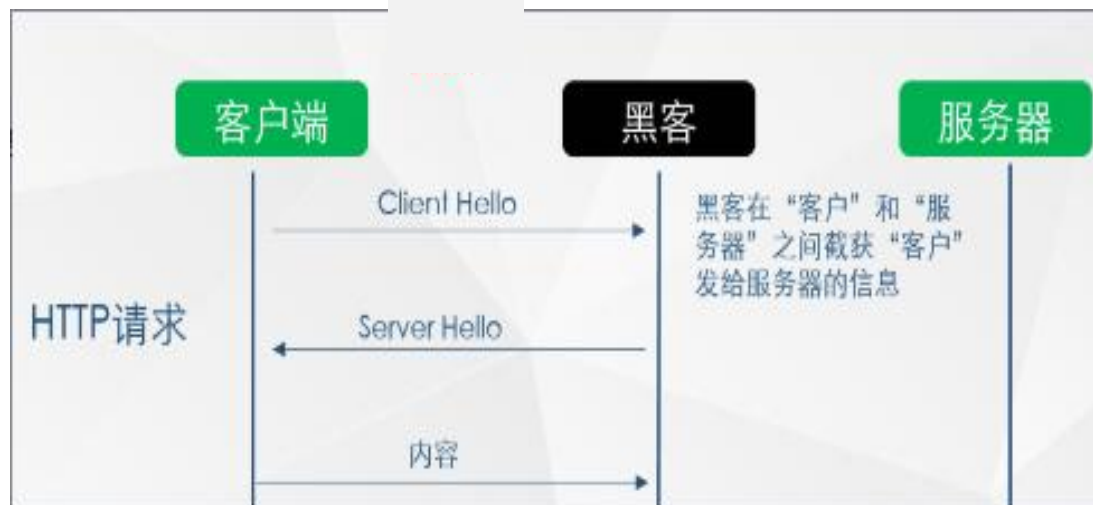 客户端
黑客
服务器
Client Hello
黑客在“客户”和“服
务器”之间截获“客户”
发给服务器的信息
HTTP请求
Server Hello
内容